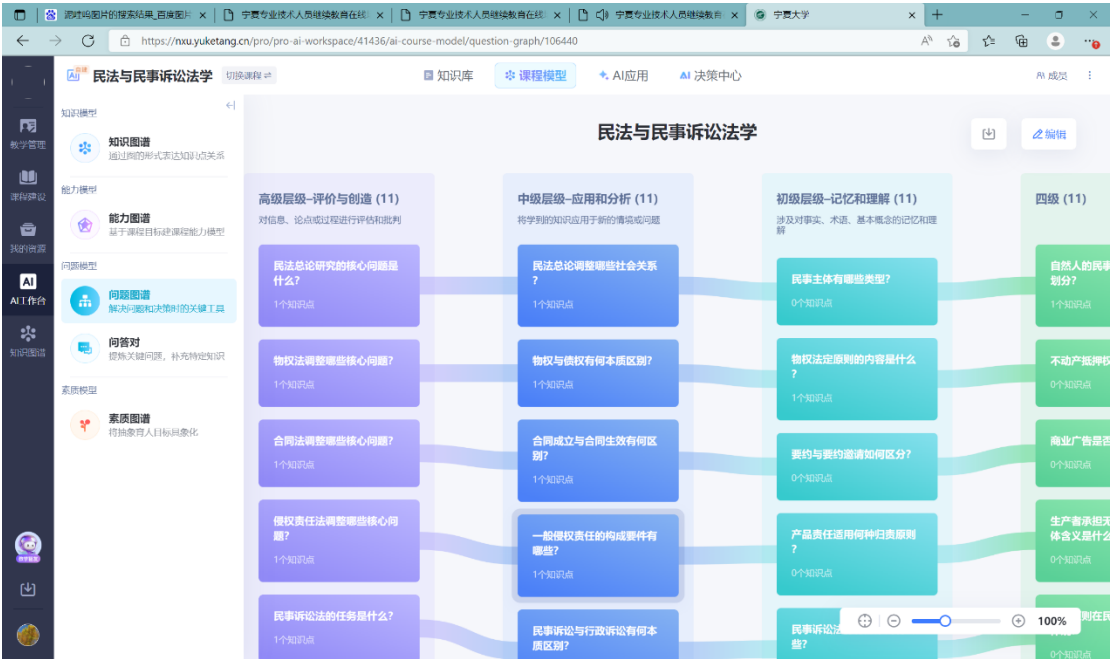 泥哇呜图片的搜索结果_百度图片
宁夏专业技术人员继续教育在线
宁夏专业技术人员继续教育在线
宁夏专业技术人员继续教育
宁夏大学
https://nxu.yuketang.cn/pro/pro-ai-workspace/41436/ai-course-model/question-graph/106440
民法与民事诉讼法学
切换课程
知识库
课程模型
AI应用
AI 决策中心
成员
教学管理
课程建设
我的资源
AI
AI工作台
知识图谱
知识模型
知识图谱
通过图的形式表达知识点关系
能力模型
能力图谱
基于课程目标建课程能力模型
问题模型
问题图谱
解决问题和决策时的关键工具
问答对
提炼关键问题，补充特定知识
素质模型
素质图谱
将抽象育人目标具象化
民法与民事诉讼法学
编辑
高级层级–评价与创造 (11)
对信息、论点或过程进行评估和批判
民法总论研究的核心问题是
什么?
1个知识点
物权法调整哪些核心问题?
1个知识点
合同法调整哪些核心问题?
1个知识点
侵权责任法调整哪些核心问
题?
1个知识点
民事诉讼法的任务是什么?
1个知识点
中级层级–应用和分析 (11)
将学到的知识应用于新的情境或问题
民法总论调整哪些社会关系
?
1个知识点
物权与债权有何本质区别?
1个知识点
合同成立与合同生效有何区
别?
1个知识点
一般侵权责任的构成要件有
哪些?
1个知识点
民事诉讼与行政诉讼有何本
质区别?
初级层级–记忆和理解 (11)
涉及对事实、术语、基本概念的记忆和理
解
民事主体有哪些类型?
0个知识点
物权法定原则的内容是什么
?
1个知识点
要约与要约邀请如何区分?
0个知识点
产品责任适用何种归责原则
?
0个知识点
民事诉讼法
些?
四级 (11)
自然人的民事
划分?
1个知识点
不动产抵押权
0个知识点
商业广告是否
0个知识点
生产者承担无
体含义是什么
0个知识点
则在民
0个知识点
100%